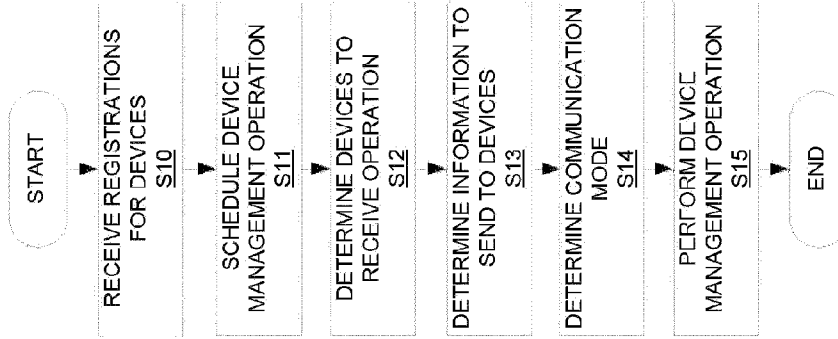 START
RECEIVE REGISTRATIONS
FOR DEVICES
S10
SCHEDULE DEVICE
MANAGEMENT OPERATION
S11
DETERMINE DEVICES TO
RECEIVE OPERATION
S12
DETERMINE INFORMATION TO
SEND TO DEVICES
S13
DETERMINE COMMUNICATION
MODE
S14
PERFORM DEVICE
MANAGEMENT OPERATION
S15
END